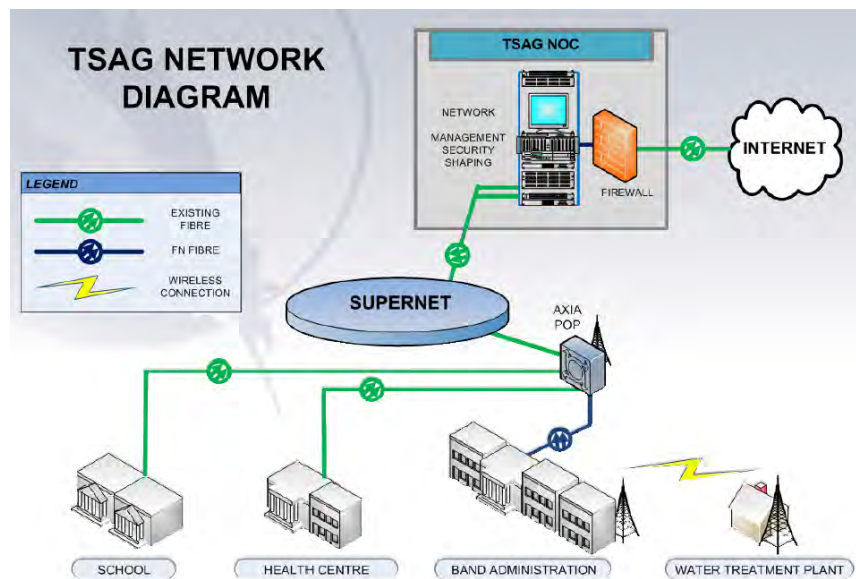 TSAG NETWORK
DIAGRAM
TSAG NOC
NETWORK
MANAGEMENT
SECURITY
SHAPING
FIREWALL
INTERNET
LEGEND
EXISTING
FIBRE
FN FIBRE
WIRELESS
CONNECTION
SUPERNET
AXIA
POP
SCHOOL
HEALTH CENTRE
BAND ADMINISTRATION
WATER TREATMENT PLANT